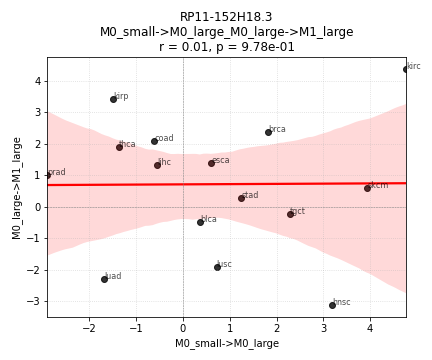 RP11-152H18.3
M0_small->M0_large_M0_large->M1_large
r = 0.01, p = 9.78e-01
kirc
4
kirp
3
brca
coad
2
thca
lihc
esca
prad
1
skcm
stad
0
tgct
blca
−1
lusc
−2
luad
−3
hnsc
M0_large->M1_large
−2
−1
0
1
2
3
4
M0_small->M0_large